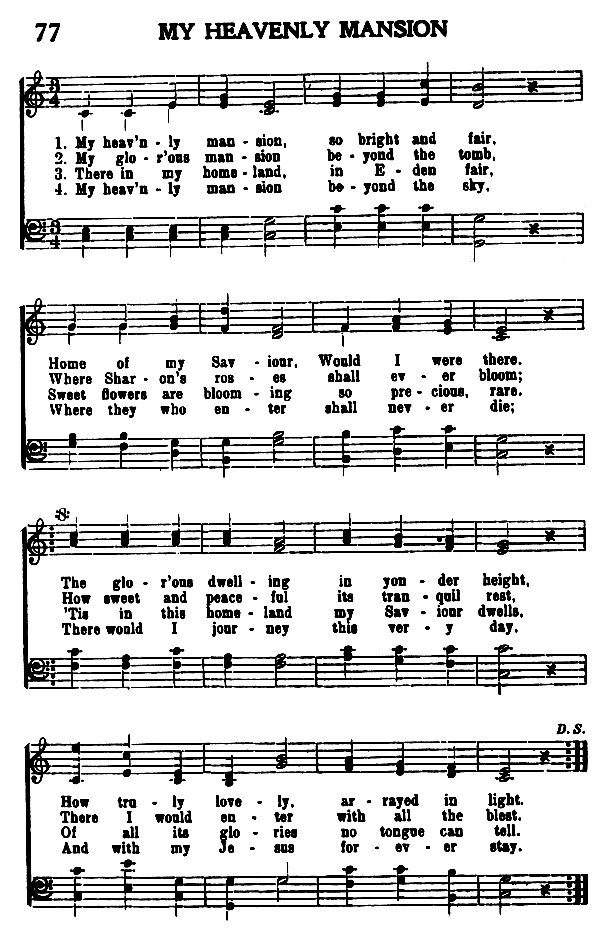 77 MY HEAVENLY MANSION
1. My heav'n - ly man - sion, so bright and fair,
2. My glo - r'ous man - sion be - yond the tomb,
3. There in my home - land, in E - den fair,
4. My heav'n - ly man - sion be - yond the sky,
Home of my Sav - iour, Would I were there.
Where Shar - on's ros - es shall ev - er bloom;
Sweet flowers are bloom - ing so pre - cious, rare.
Where they who en - ter shall nev - er die;
The glo - r'ous dwell - ing in yon - der height,
How sweet and peace - ful its tran - quil rest,
'Tis in this home - land my Sav - iour dwells,
There would I jour - ney this ver - y day,
D. S.
How tru - ly love - ly, ar - rayed in light.
There I would en - ter with all the blest.
Of all its glo - ries no tongue can tell.
And with my Je - sus for - ev - er stay.